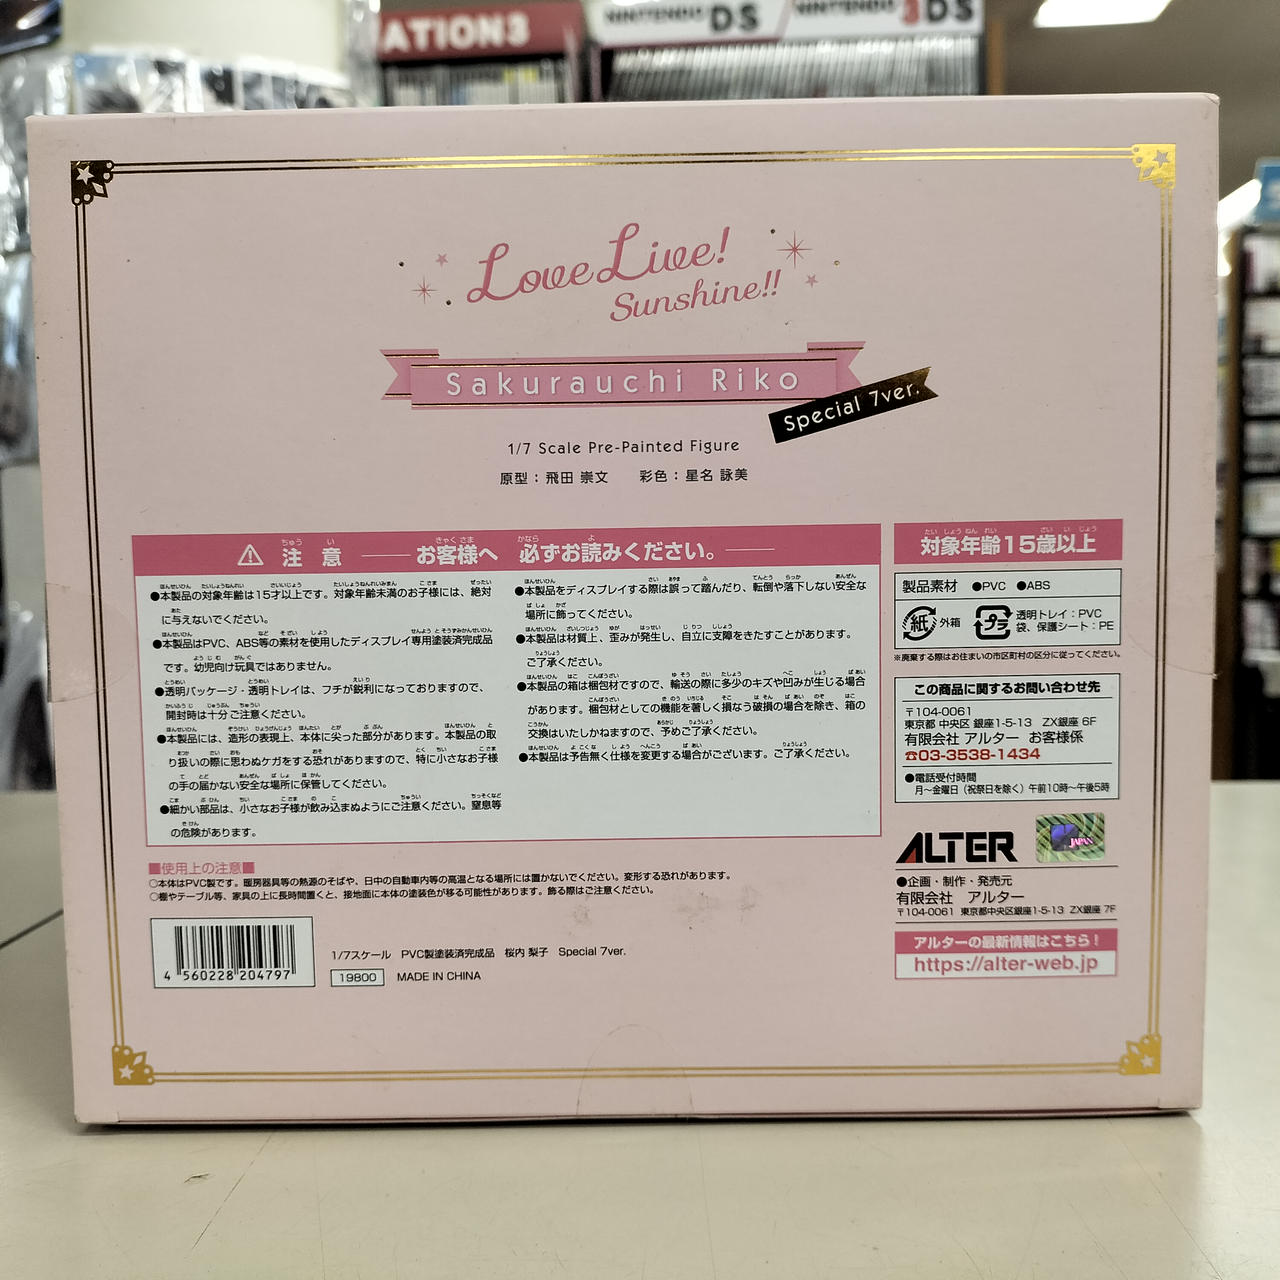 ATION3
NINTENDO DS
NINTENDO 3DS
Love Live!
Sunshine!!
Sakurauchi Riko
Special 7ver.
1/7 Scale Pre-Painted Figure
原型：飛田 崇文　彩色：星名 詠美
注 意 —— お客様へ 必ずお読みください。——
●本製品の対象年齢は15才以上です。対象年齢未満のお子様には、絶対
に与えないでください。
●本製品はPVC、ABS等の素材を使用したディスプレイ専用塗装済完成品
です。幼児向け玩具ではありません。
●透明パッケージ・透明トレイは、フチが鋭利になっておりますので、
開封時は十分ご注意ください。
●本製品には、造形の表現上、本体に尖った部分があります。本製品の取
り扱いの際に思わぬケガをする恐れがありますので、特に小さなお子様
の手の届かない安全な場所に保管してください。
●細かい部品は、小さなお子様が飲み込まぬようにご注意ください。窒息等
の危険があります。
●本製品をディスプレイする際は誤って踏んだり、転倒や落下しない安全な
場所に飾ってください。
●本製品は材質上、歪みが発生し、自立に支障をきたすことがあります。
ご了承ください。
●本製品の箱は梱包材ですので、輸送の際に多少のキズや凹みが生じる場合
があります。梱包材としての機能を著しく損なう破損の場合を除き、箱の
交換はいたしかねますので、予めご了承ください。
●本製品は予告無く仕様を変更する場合がございます。ご了承ください。
対象年齢15歳以上
製品素材 ●PVC ●ABS
紙 外箱
プラ 透明トレイ：PVC
袋、保護シート：PE
※廃棄する際はお住まいの市区町村の区分に従ってください。
この商品に関するお問い合わせ先
〒104-0061
東京都 中央区 銀座1-5-13 ZX銀座 6F
有限会社 アルター お客様係
☎03-3538-1434
●電話受付時間
月～金曜日（祝祭日を除く）午前10時～午後5時
ALTER
JAPAN
●企画・制作・発売元
有限会社 アルター
〒104-0061 東京都中央区銀座1-5-13 ZX銀座 7F
アルターの最新情報はこちら！
https://alter-web.jp
■使用上の注意■
○本体はPVC製です。暖房器具等の熱源のそばや、日中の自動車内等の高温となる場所には置かないでください。変形する恐れがあります。
○棚やテーブル等、家具の上に長時間置くと、接地面に本体の塗装色が移る可能性があります。飾る際はご注意ください。
4 560228 204797
1/7スケール PVC製塗装済完成品 桜内 梨子 Special 7ver.
19800 MADE IN CHINA